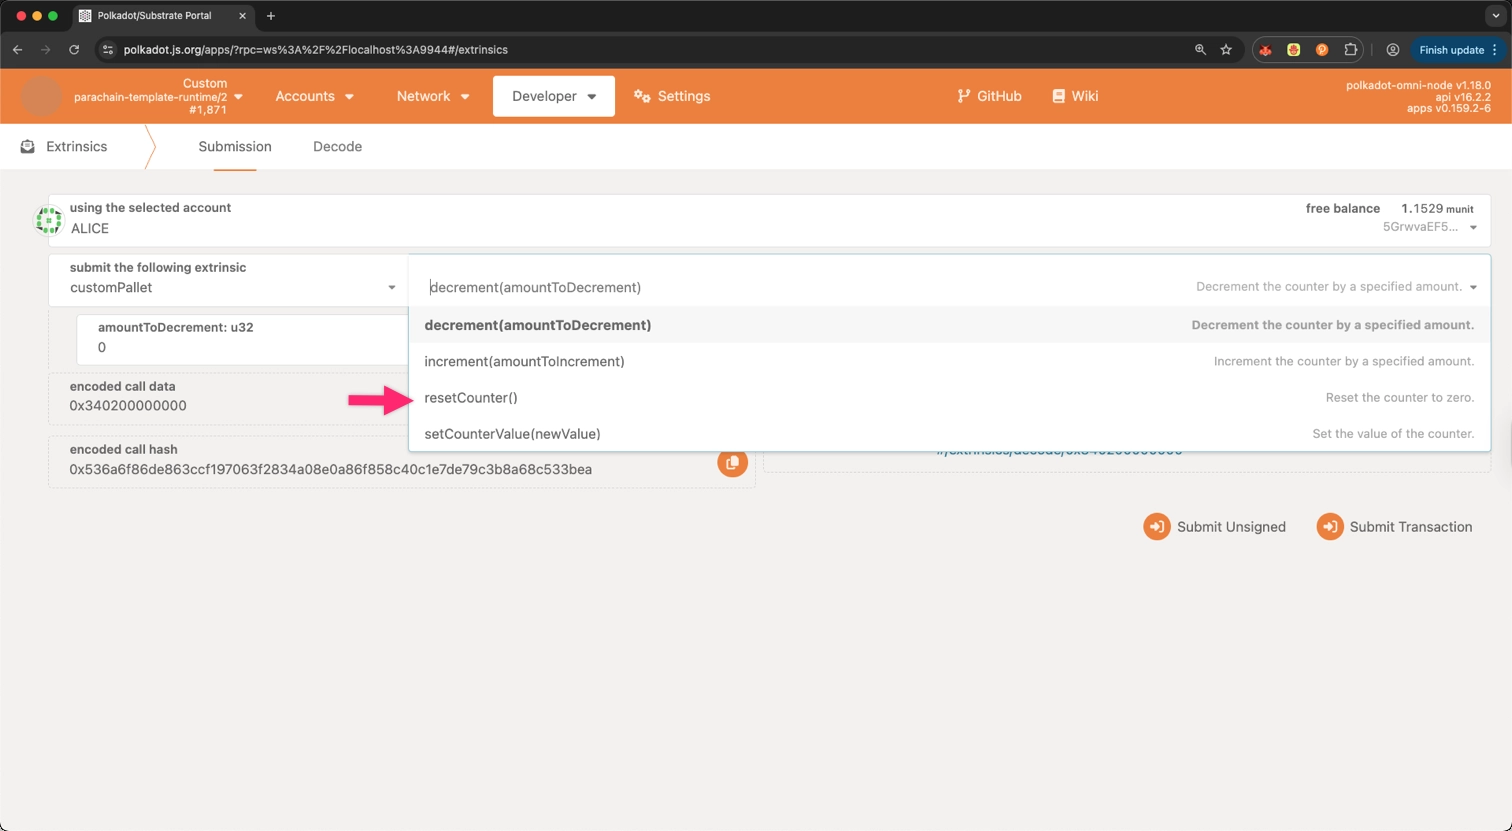 Polkadot/Substrate Portal
polkadot.js.org/apps/?rpc=ws%3A%2F%2Flocalhost%3A9944#/extrinsics
Finish update
Custom
parachain-template-runtime/2
#1,871
Accounts
Network
Developer
Settings
GitHub
Wiki
polkadot-omni-node v1.18.0
api v16.2.2
apps v0.159.2-6
Extrinsics
Submission
Decode
using the selected account
ALICE
free balance 1.1529 munit
5GrwvaEF5...
submit the following extrinsic
customPallet
decrement(amountToDecrement) Decrement the counter by a specified amount.
decrement(amountToDecrement) Decrement the counter by a specified amount.
increment(amountToIncrement) Increment the counter by a specified amount.
resetCounter() Reset the counter to zero.
setCounterValue(newValue) Set the value of the counter.
amountToDecrement: u32
0
encoded call data
0x340200000000
encoded call hash
0x536a6f86de863ccf197063f2834a08e0a86f858c40c1e7de79c3b8a68c533bea
Submit Unsigned
Submit Transaction